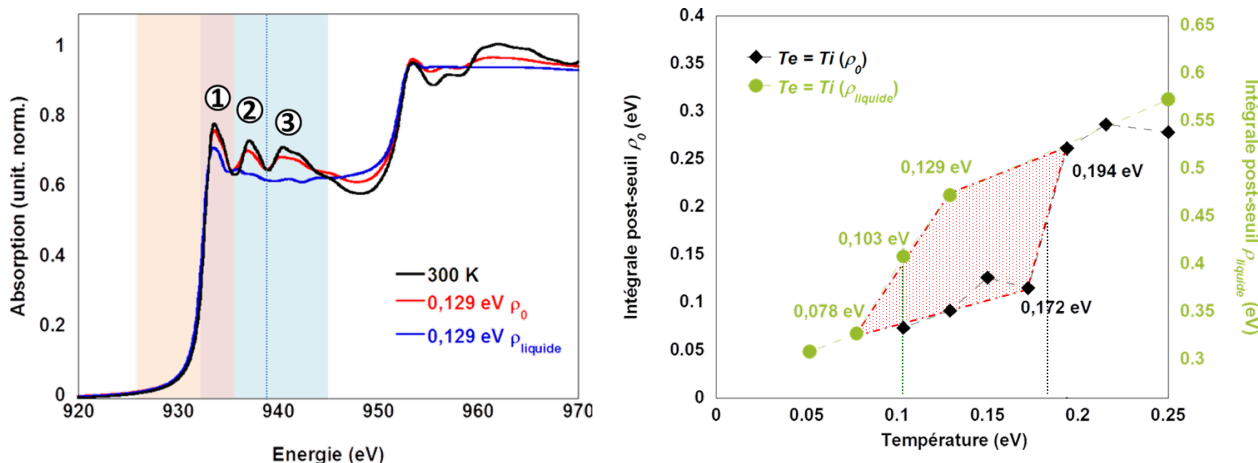 Absorption (unit. norm.)
1
0.8
0.6
0.4
0.2
0
① ② ③
300 K
0,129 eV ρ0
0,129 eV ρliquide
920 930 940 950 960 970
Energie (eV)
Intégrale post-seuil ρ0 (eV)
0.4
0.35
0.3
0.25
0.2
0.15
0.1
0.05
0
Te = Ti (ρ0)
Te = Ti (ρliquide)
0,129 eV
0,194 eV
0,103 eV
0,078 eV
0,172 eV
0 0.05 0.1 0.15 0.2 0.25
Température (eV)
0.65
0.6
0.55
0.5
0.45
0.4
0.35
0.3
Intégrale post-seuil ρliquide (eV)